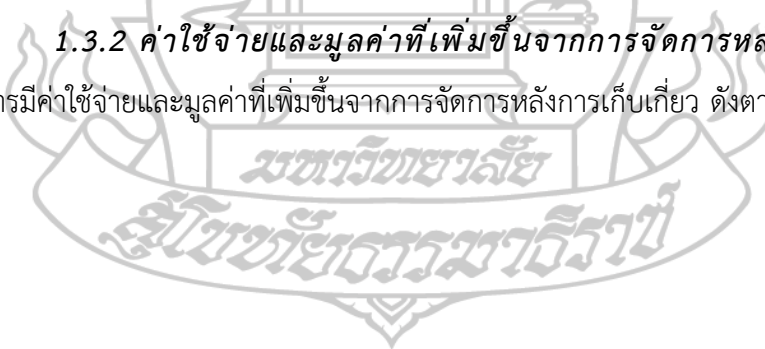 1.3.2 ค่าใช้จ่ายและมูลค่าที่เพิ่มขึ้นจากการจัดการหล
รมีค่าใช้จ่ายและมูลค่าที่เพิ่มขึ้นจากการจัดการหลังการเก็บเกี่ยว ดังตา
มหาวิทยาลัย
สุโขทัยธรรมาธิราช